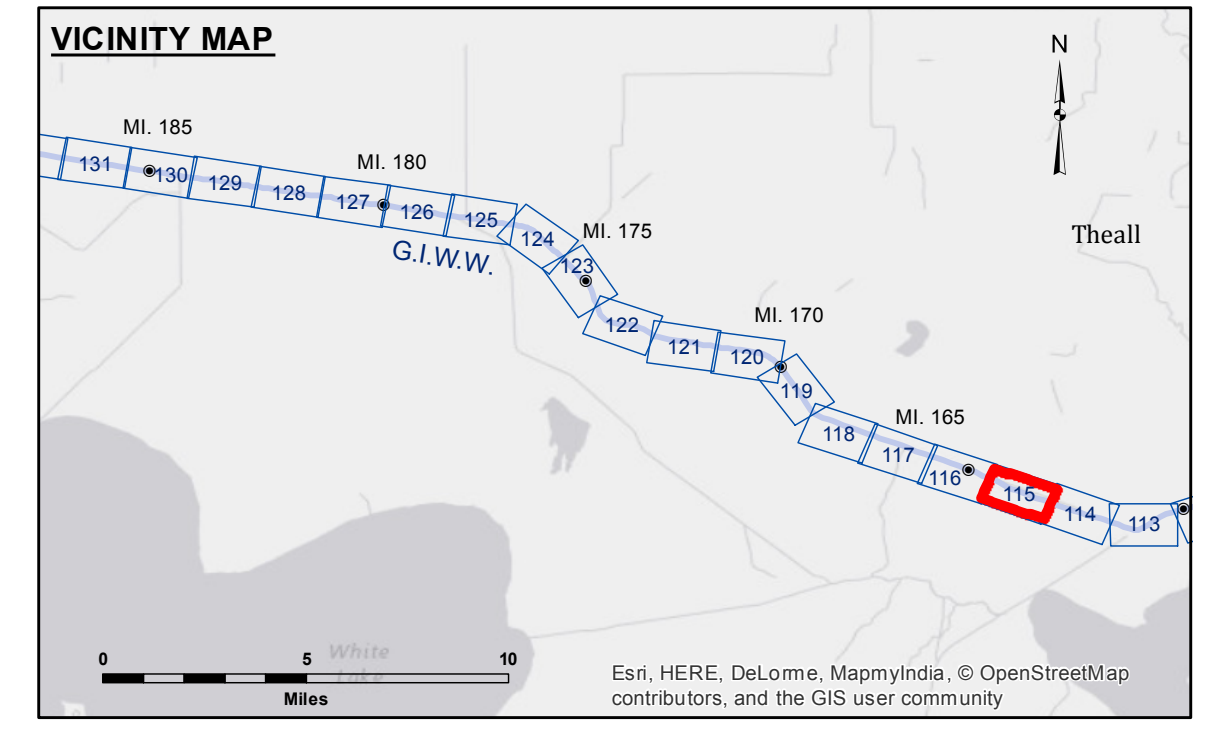 VICINITY MAP
N
MI. 185
MI. 180
131
130
129
128
127
126
125
124
MI. 175
Theall
G.I.W.W.
123
MI. 170
122
121
120
119
MI. 165
118
117
116
115
114
113
White
Lake
0 5 10
Miles
Esri, HERE, DeLorme, MapmyIndia, © OpenStreetMap
contributors, and the GIS user community